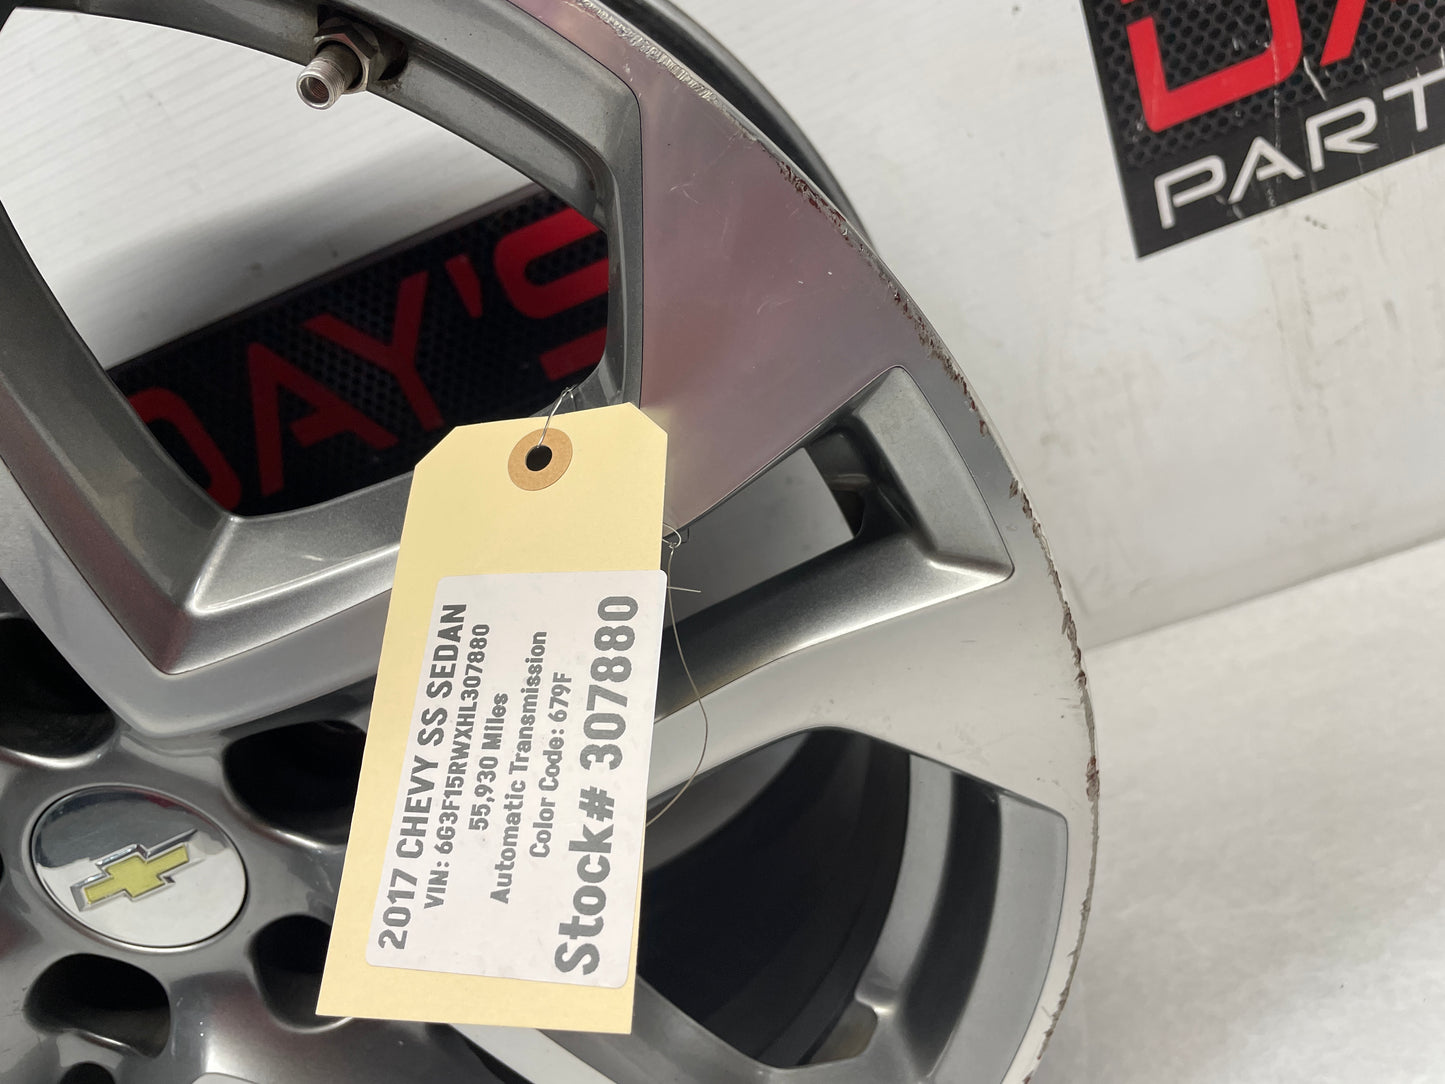 DAY'S
PART
2017 CHEVY SS SEDAN
VIN: 6G3F15RWXHL307880
55,930 Miles
Automatic Transmission
Color Code: 679F
Stock# 307880